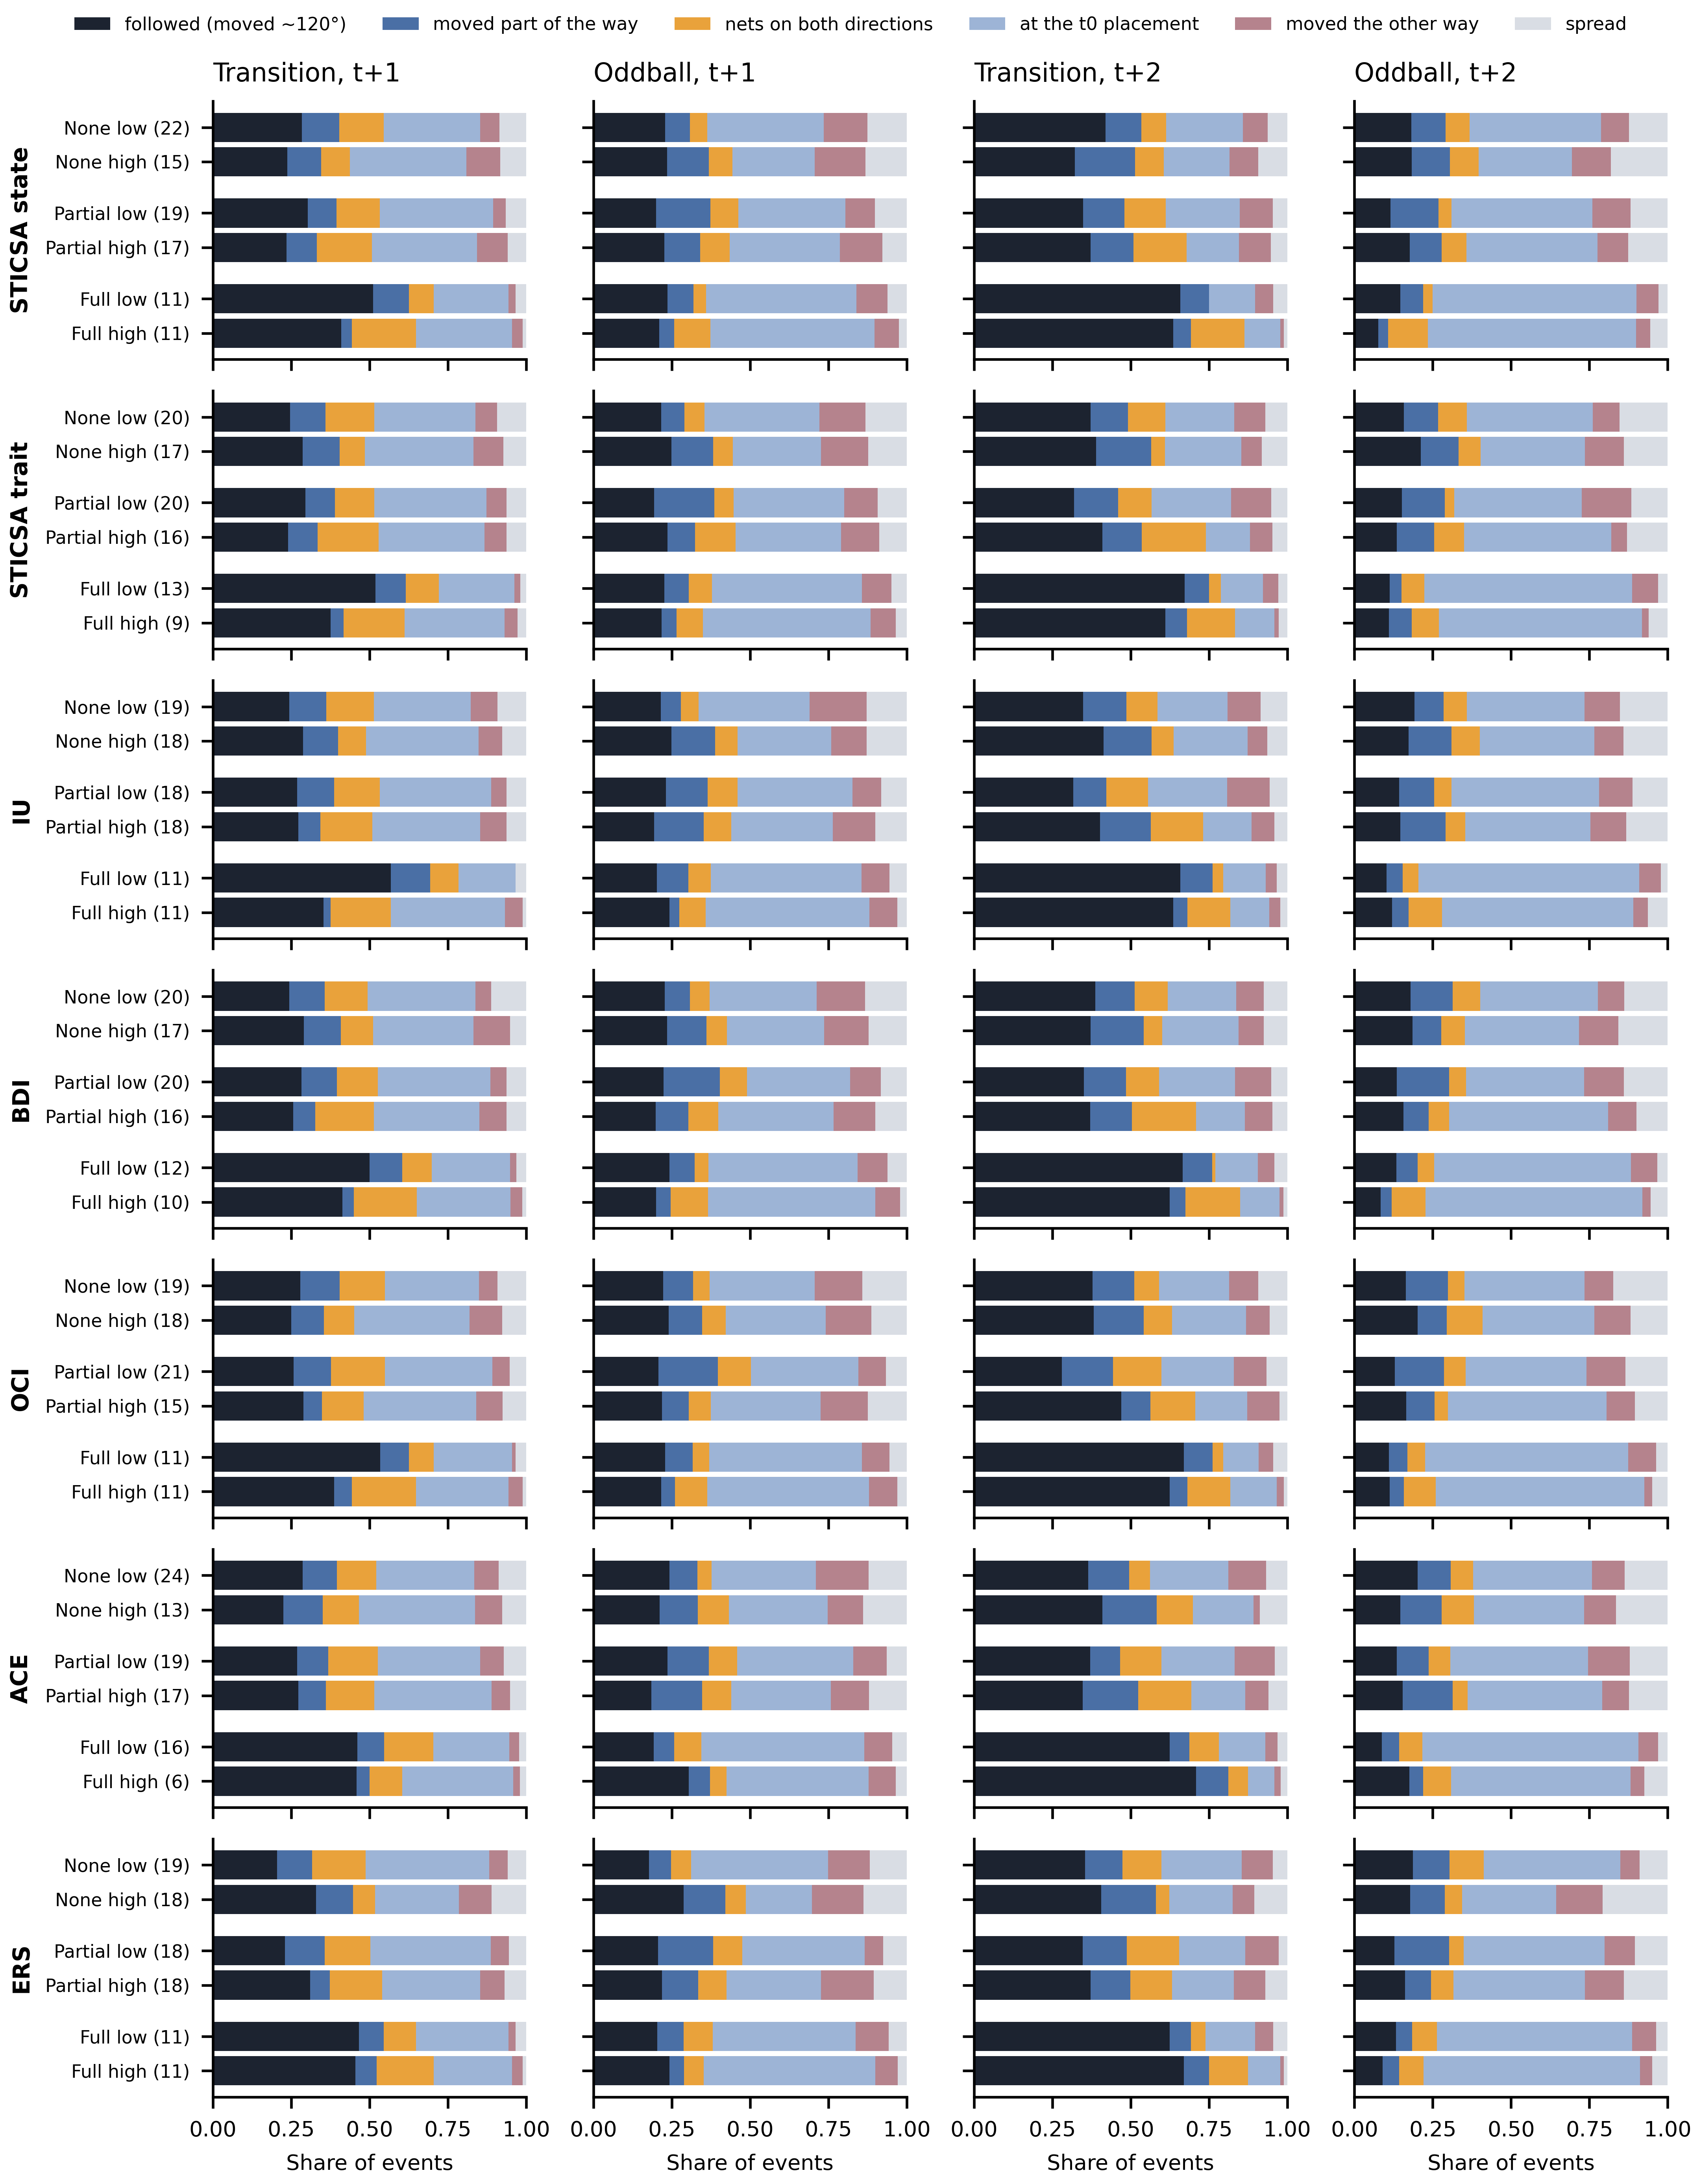 followed (moved ~120°) moved part of the way nets on both directions at the t0 placement moved the other way spread
Transition, t+1 Oddball, t+1 Transition, t+2 Oddball, t+2
STICSA state
None low (22)
None high (15)
Partial low (19)
Partial high (17)
Full low (11)
Full high (11)
STICSA trait
None low (20)
None high (17)
Partial low (20)
Partial high (16)
Full low (13)
Full high (9)
IU
None low (19)
None high (18)
Partial low (18)
Partial high (18)
Full low (11)
Full high (11)
BDI
None low (20)
None high (17)
Partial low (20)
Partial high (16)
Full low (12)
Full high (10)
OCI
None low (19)
None high (18)
Partial low (21)
Partial high (15)
Full low (11)
Full high (11)
ACE
None low (24)
None high (13)
Partial low (19)
Partial high (17)
Full low (16)
Full high (6)
ERS
None low (19)
None high (18)
Partial low (18)
Partial high (18)
Full low (11)
Full high (11)
0.00 0.25 0.50 0.75 1.00 0.00 0.25 0.50 0.75 1.00 0.00 0.25 0.50 0.75 1.00 0.00 0.25 0.50 0.75 1.00
Share of events Share of events Share of events Share of events